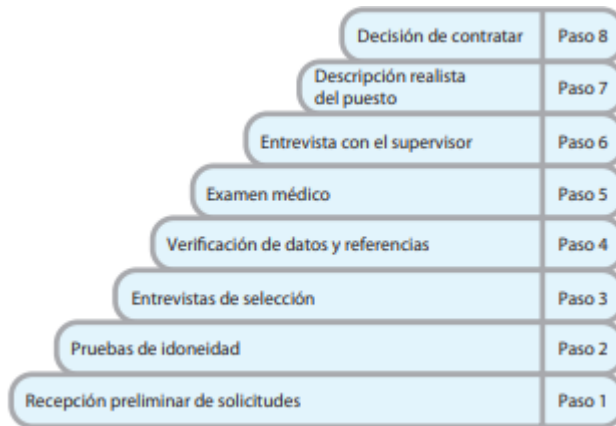 Decisión de contratar Paso 8
Descripción realista
del puesto Paso 7
Entrevista con el supervisor Paso 6
Examen médico Paso 5
Verificación de datos y referencias Paso 4
Entrevistas de selección Paso 3
Pruebas de idoneidad Paso 2
Recepción preliminar de solicitudes Paso 1